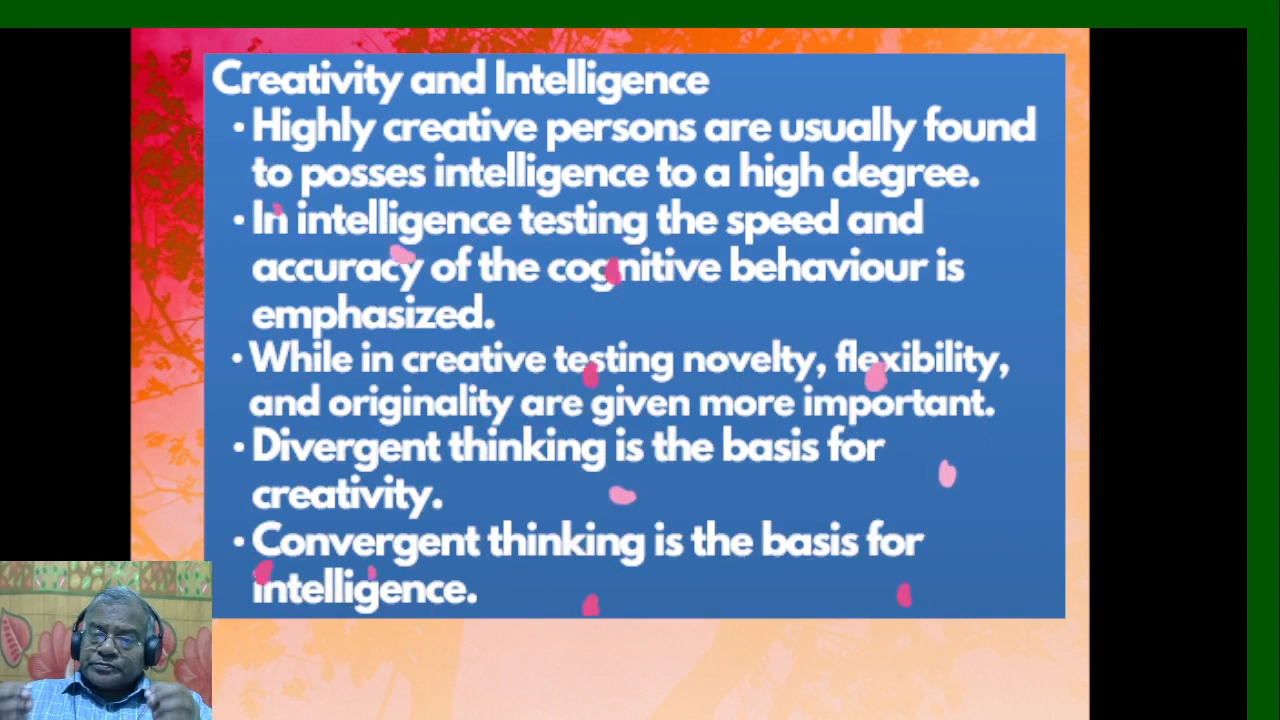 Creativity and Intelligence
• Highly creative persons are usually found
to posses intelligence to a high degree.
• In intelligence testing the speed and
accuracy of the cognitive behaviour is
emphasized.
• While in creative testing novelty, flexibility,
and originality are given more important.
• Divergent thinking is the basis for
creativity.
• Convergent thinking is the basis for
intelligence.